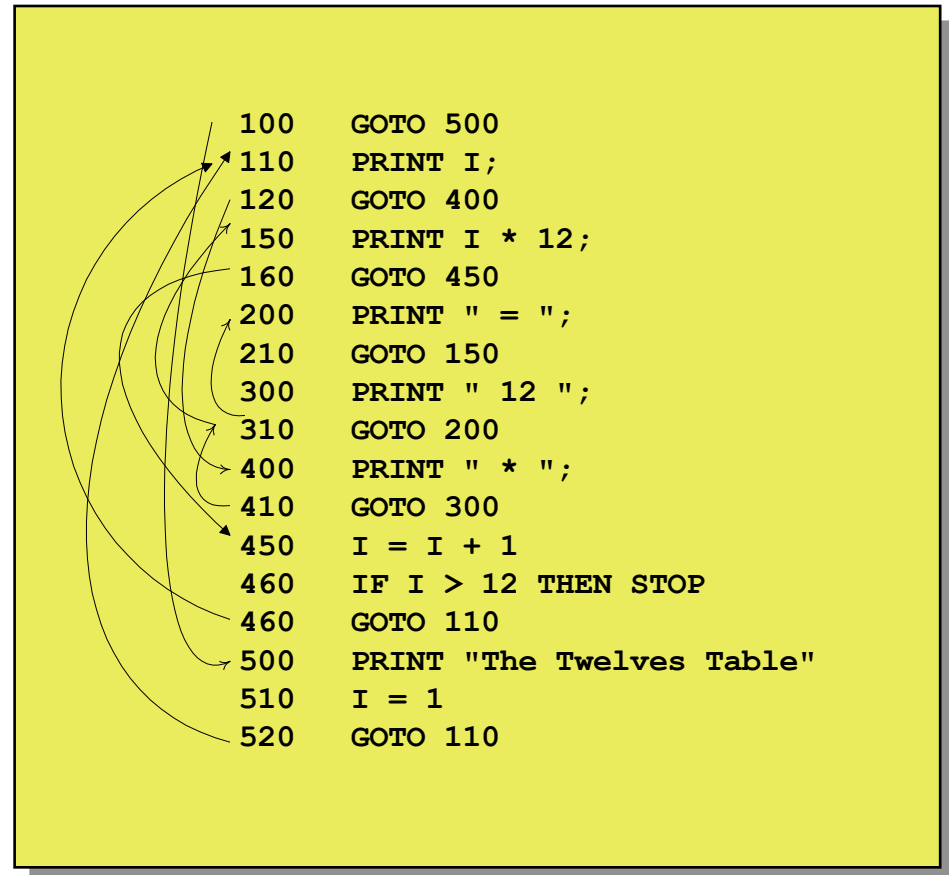 100 GOTO 500
110 PRINT I;
120 GOTO 400
150 PRINT I * 12;
160 GOTO 450
200 PRINT " = ";
210 GOTO 150
300 PRINT " 12 ";
310 GOTO 200
400 PRINT " * ";
410 GOTO 300
450 I = I + 1
460 IF I > 12 THEN STOP
460 GOTO 110
500 PRINT "The Twelves Table"
510 I = 1
520 GOTO 110